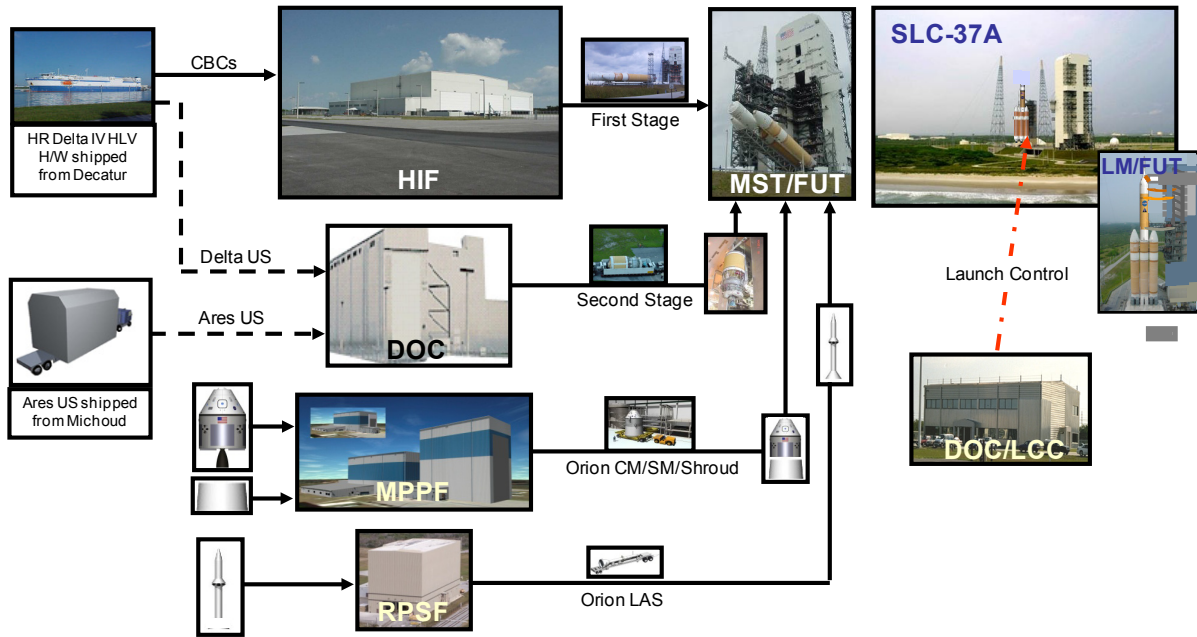 CBCs
HR Delta IV HLV
H/W shipped
from Decatur
HIF
First Stage
MST/FUT
SLC-37A
LM/FUT
Delta US
Ares US
DOC
Second Stage
Launch Control
Ares US shipped
from Michoud
MPPF
Orion CM/SM/Shroud
DOC/LCC
RPSF
Orion LAS